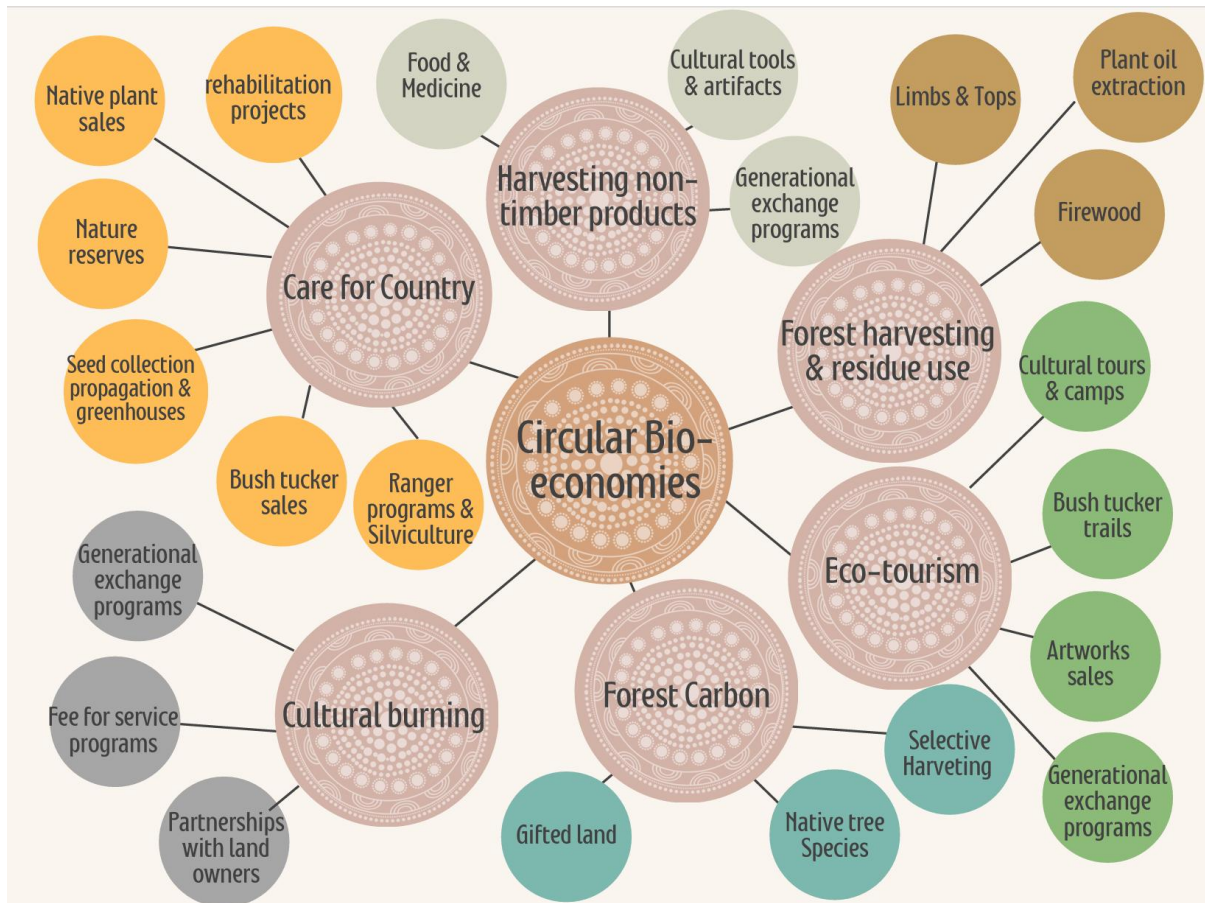 Native plant
sales
rehabilitation
projects
Nature
reserves
Seed collection
propagation &
greenhouses
Bush tucker
sales
Ranger
programs &
Silviculture
Care for Country
Food &
Medicine
Cultural tools
& artifacts
Generational
exchange
programs
Harvesting non-
timber products
Limbs & Tops
Plant oil
extraction
Firewood
Forest harvesting
& residue use
Circular Bio-
economies
Cultural tours
& camps
Bush tucker
trails
Artworks
sales
Generational
exchange
programs
Eco-tourism
Generational
exchange
programs
Fee for service
programs
Partnerships
with land
owners
Cultural burning
Forest Carbon
Selective
Harveting
Gifted land
Native tree
Species